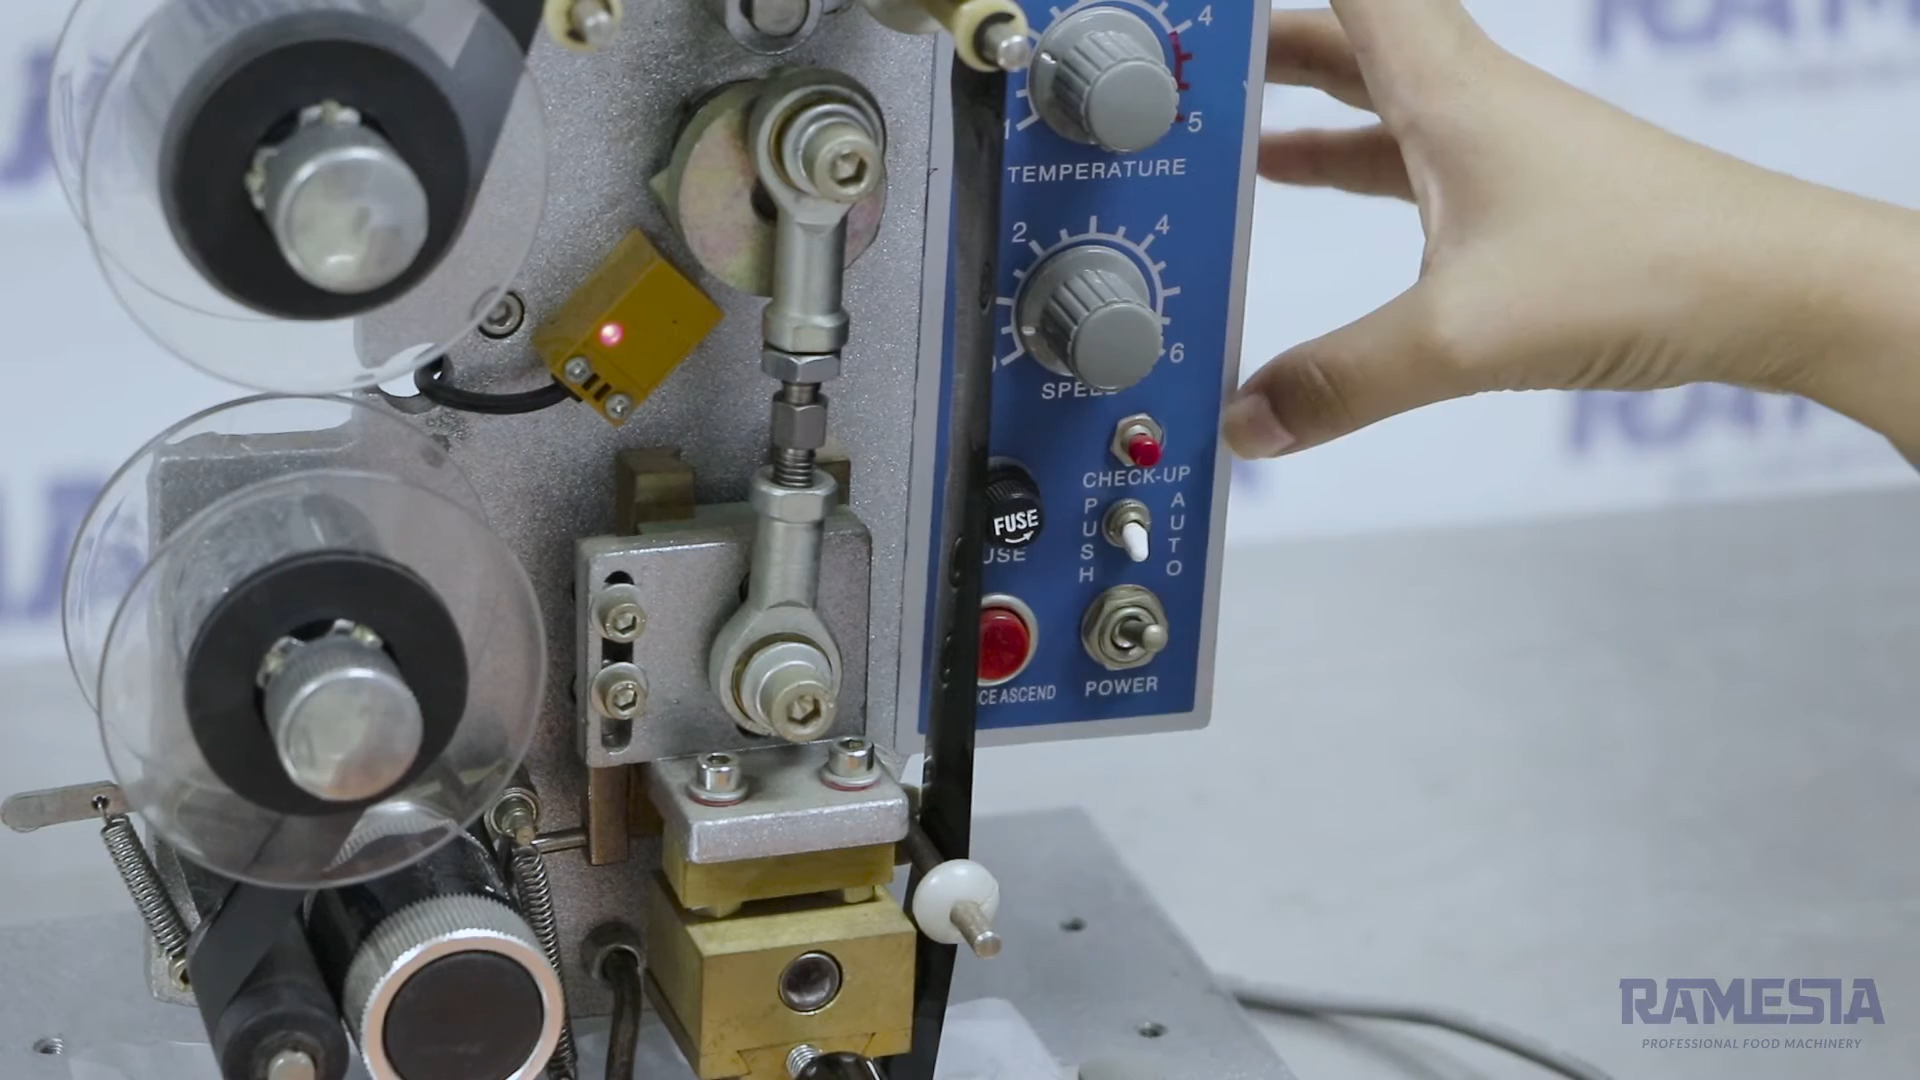 4
1
5
TEMPERATURE
2
4
6
SPEED
CHECK-UP
PUSH
AUTO
FUSE
USE
CE ASCEND
POWER
RAMESIA
PROFESSIONAL FOOD MACHINERY